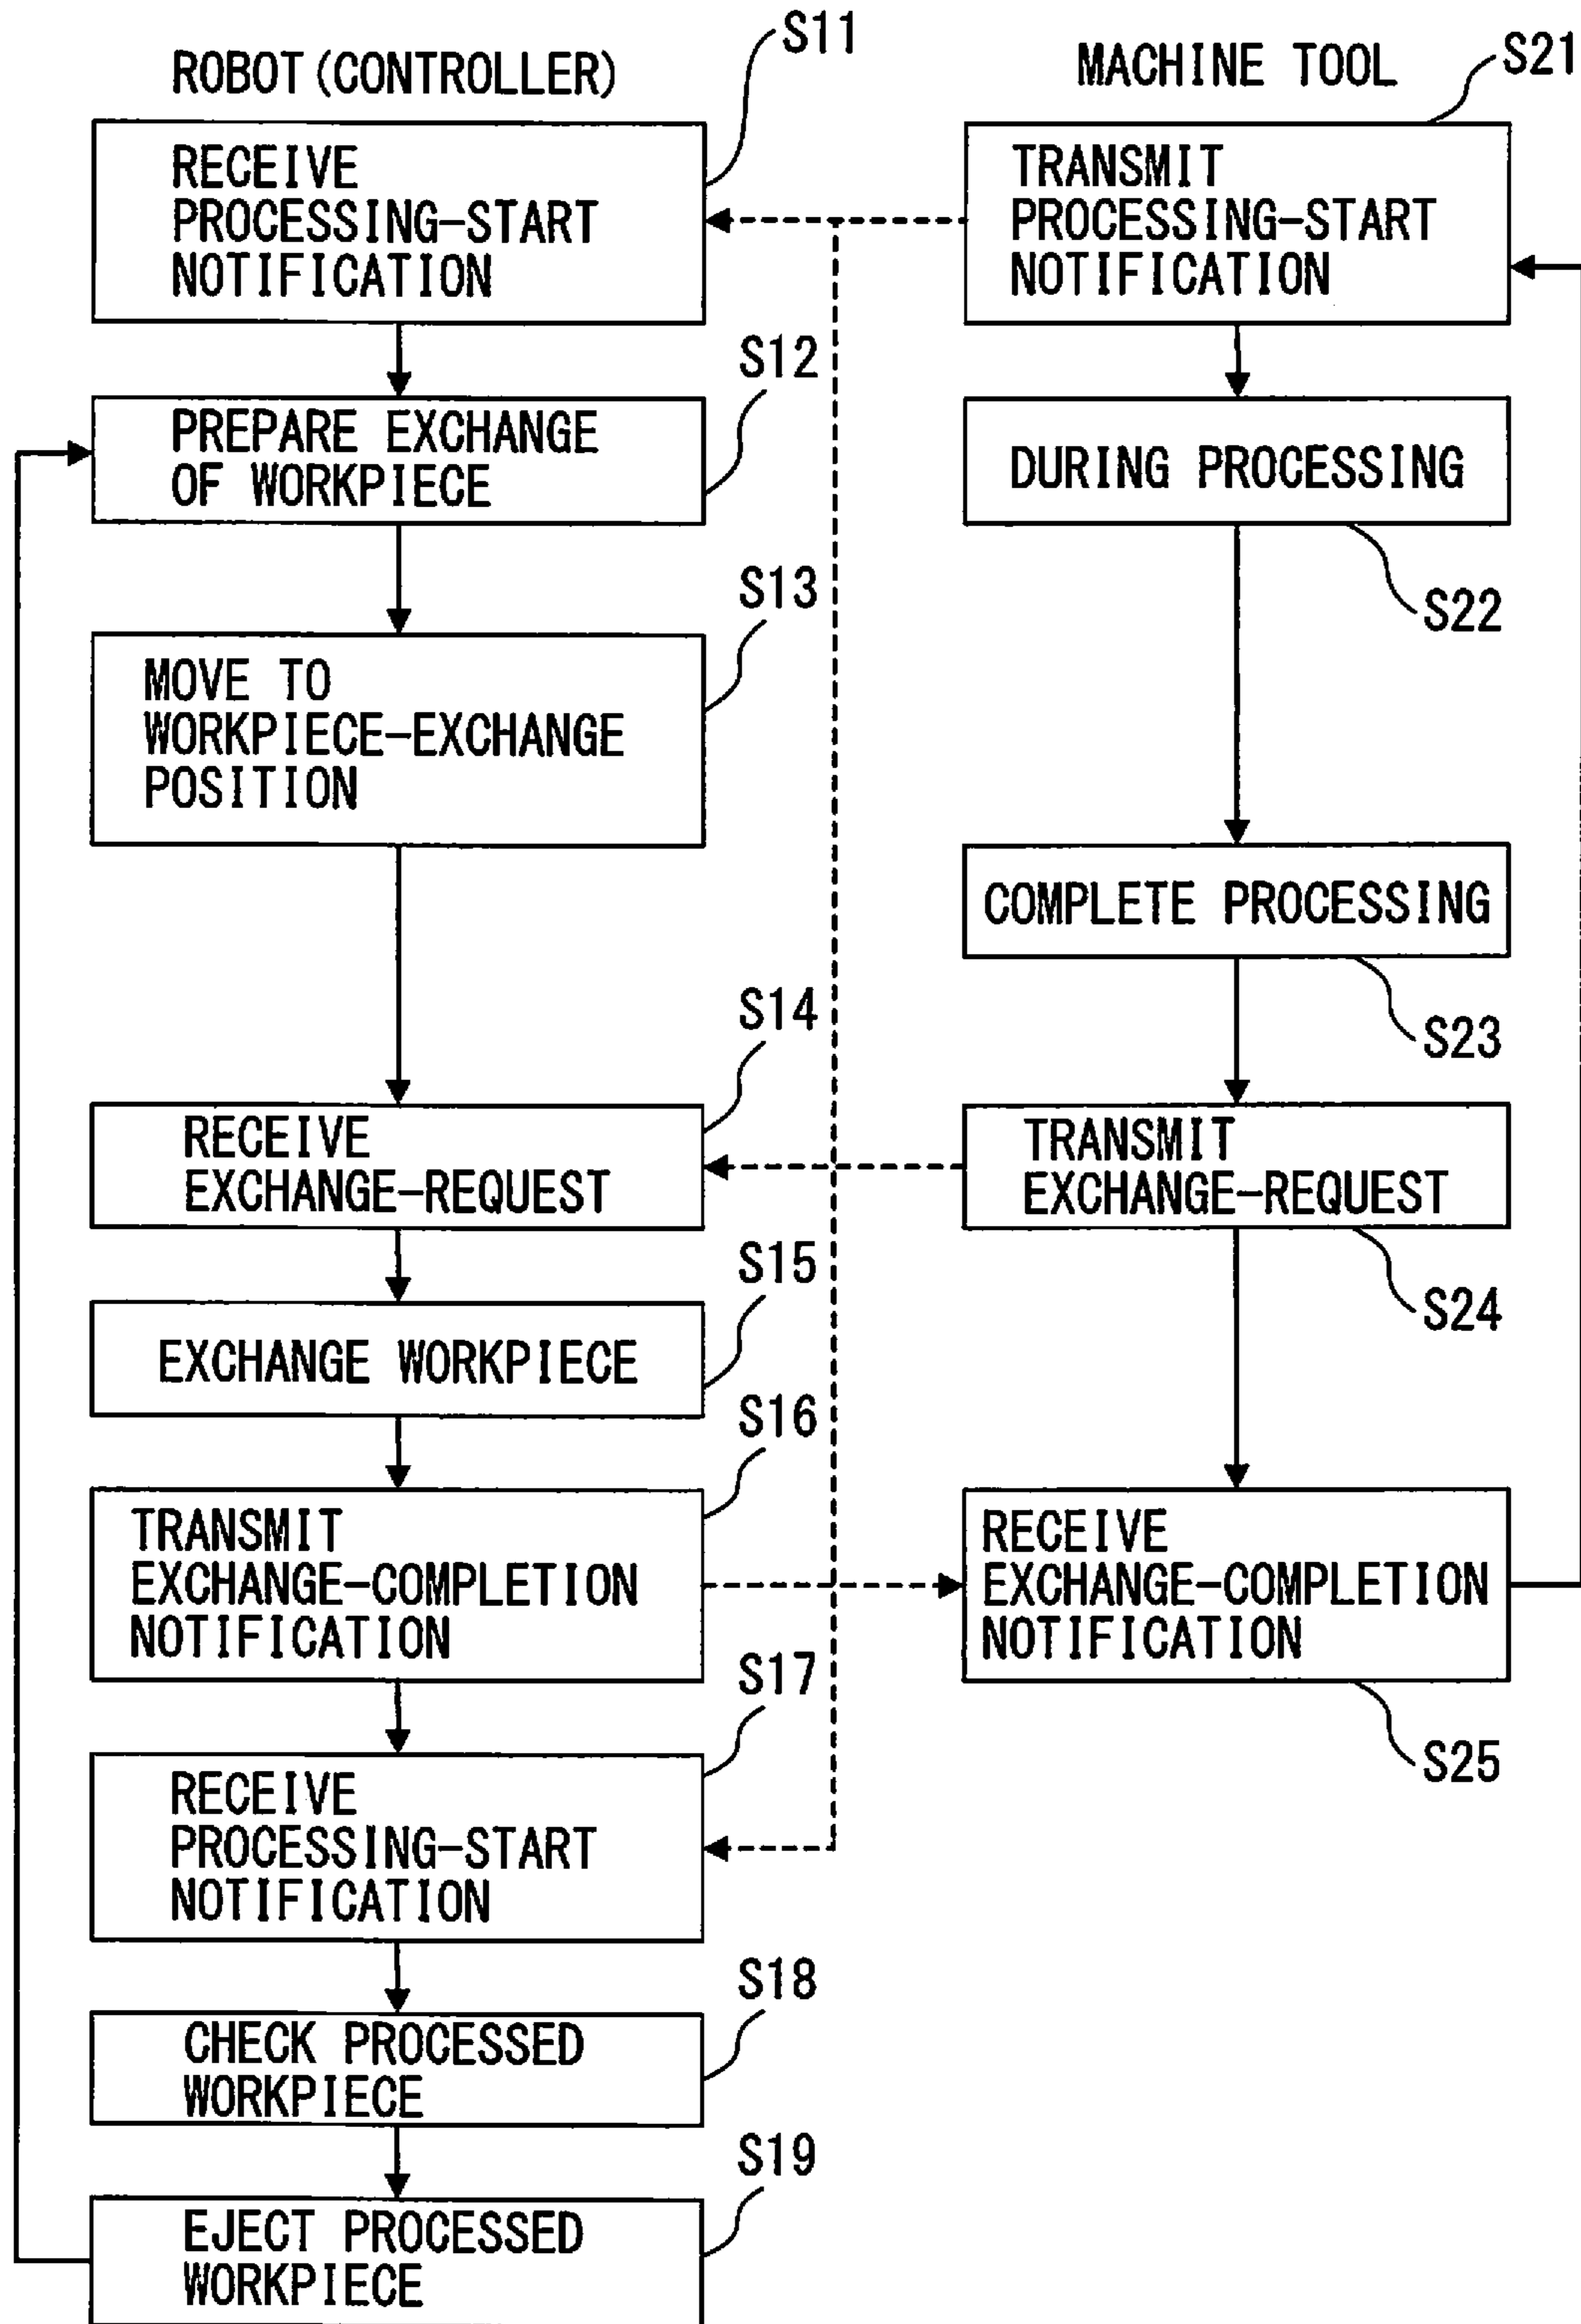 ROBOT(CONTROLLER)
S11
RECEIVE
PROCESSING-START
NOTIFICATION
S12
PREPARE EXCHANGE
OF WORKPIECE
S13
MOVE TO
WORKPIECE-EXCHANGE
POSITION
S14
RECEIVE
EXCHANGE-REQUEST
S15
EXCHANGE WORKPIECE
S16
TRANSMIT
EXCHANGE-COMPLETION
NOTIFICATION
S17
RECEIVE
PROCESSING-START
NOTIFICATION
S18
CHECK PROCESSED
WORKPIECE
S19
EJECT PROCESSED
WORKPIECE
MACHINE TOOL
S21
TRANSMIT
PROCESSING-START
NOTIFICATION
DURING PROCESSING
S22
COMPLETE PROCESSING
S23
TRANSMIT
EXCHANGE-REQUEST
S24
RECEIVE
EXCHANGE-COMPLETION
NOTIFICATION
S25